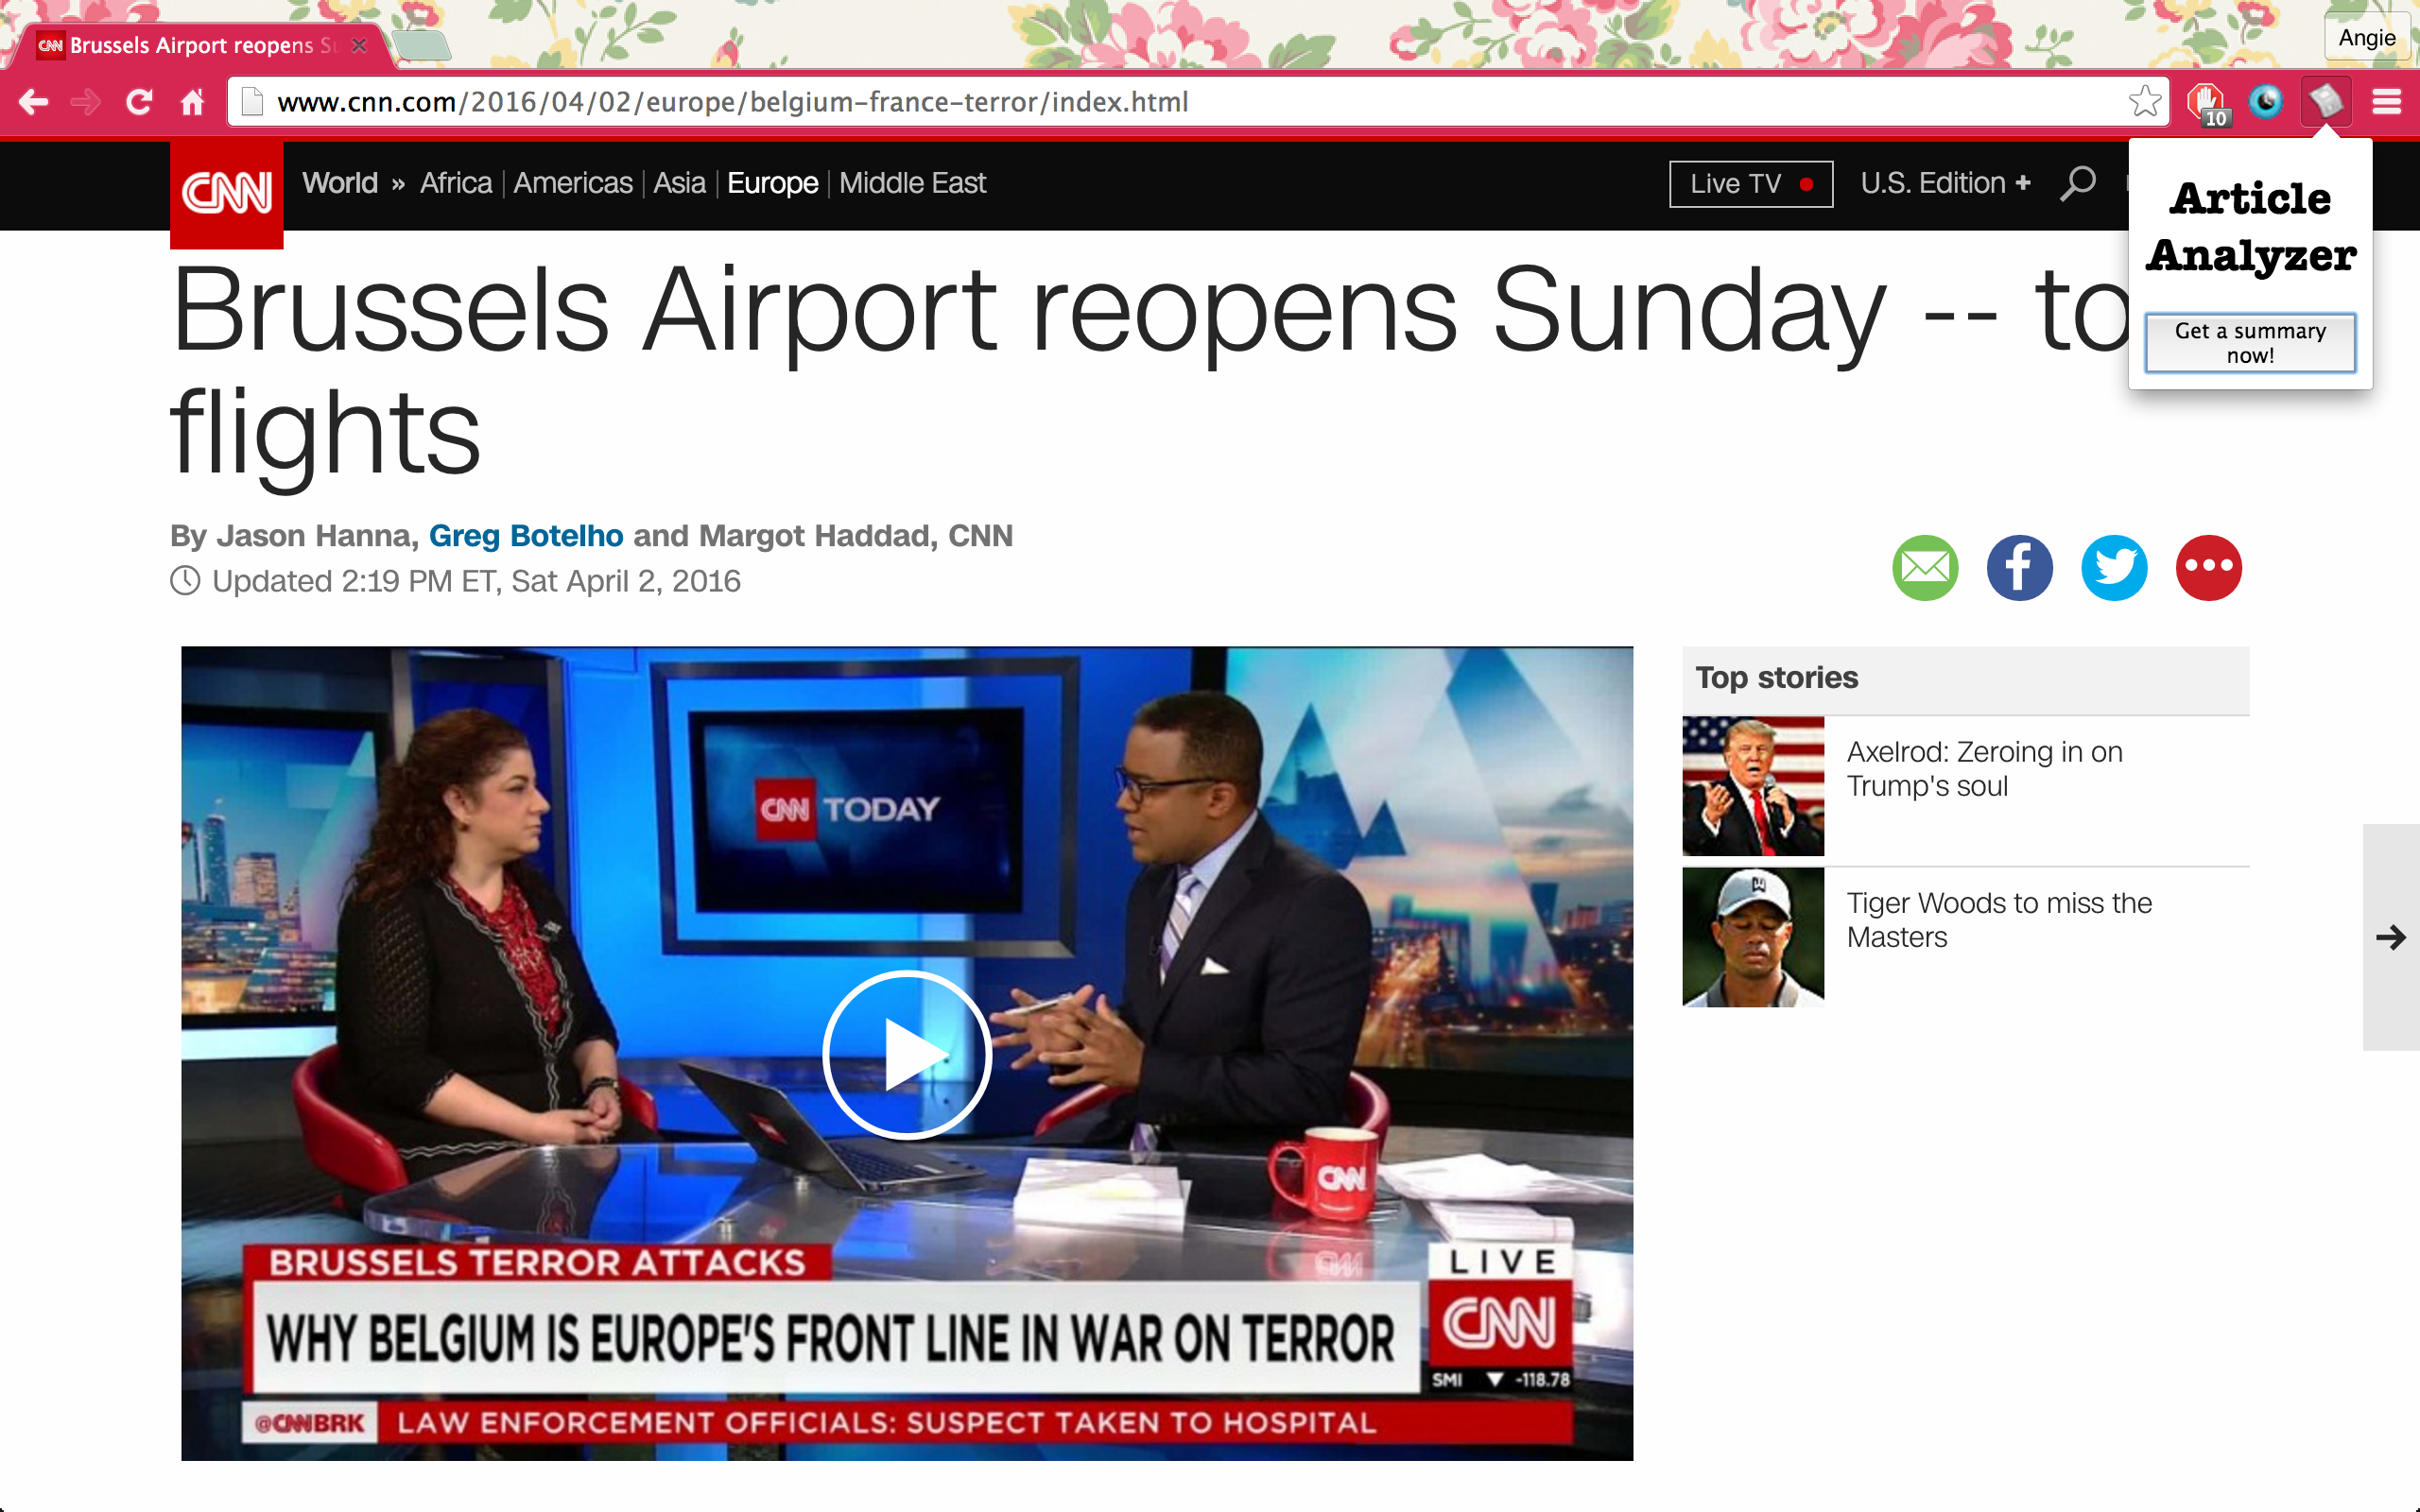 CNN Brussels Airport reopens Su
Angie
www.cnn.com/2016/04/02/europe/belgium-france-terror/index.html
10
CNN World » Africa | Americas | Asia | Europe | Middle East
Live TV U.S. Edition +
Article
Analyzer
Get a summary
now!
Brussels Airport reopens Sunday -- to
flights
By Jason Hanna, Greg Botelho and Margot Haddad, CNN
Updated 2:19 PM ET, Sat April 2, 2016
Top stories
Axelrod: Zeroing in on
Trump's soul
Tiger Woods to miss the
Masters
CNN TODAY
CNN
BRUSSELS TERROR ATTACKS
WHY BELGIUM IS EUROPE'S FRONT LINE IN WAR ON TERROR
LIVE
CNN
SMI ▼ -118.78
@CNNBRK LAW ENFORCEMENT OFFICIALS: SUSPECT TAKEN TO HOSPITAL